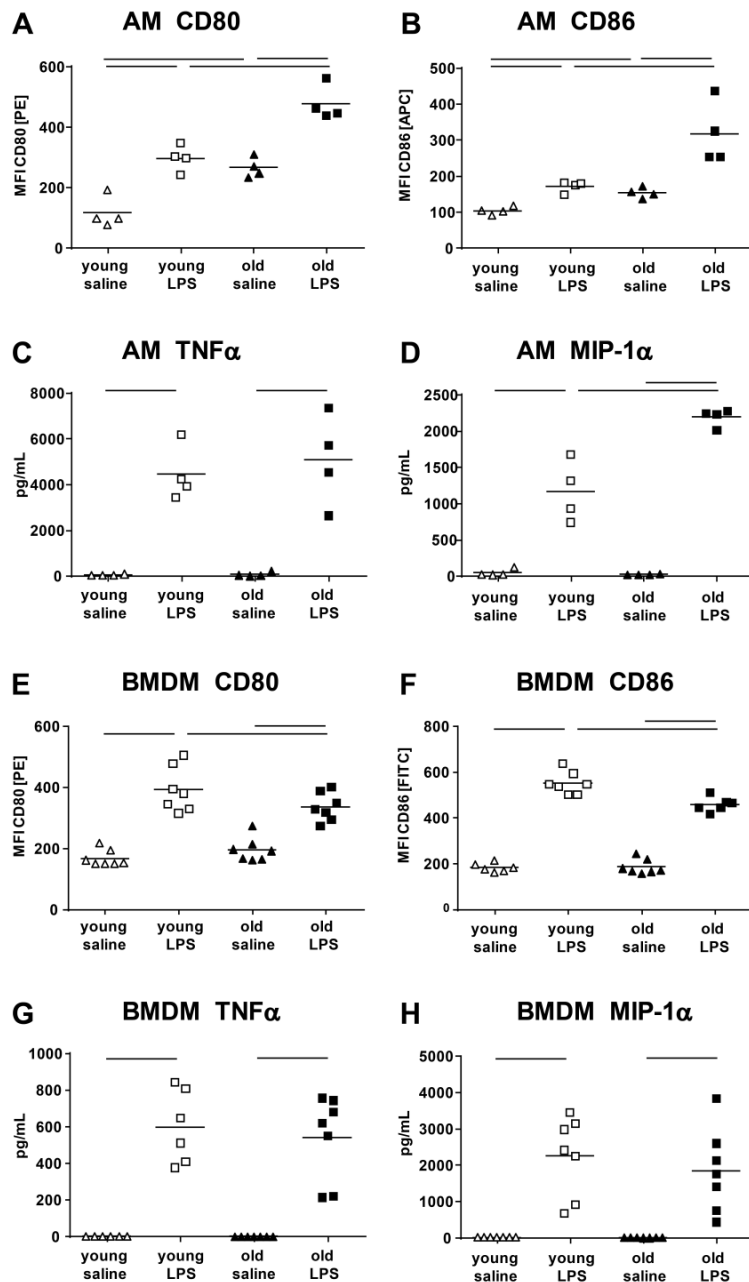 A AM CD80
MFI CD80 [PE]
600
400
200
0
young saline
young LPS
old saline
old LPS
B AM CD86
MFI CD86 [APC]
500
400
300
200
100
0
young saline
young LPS
old saline
old LPS
C AM TNFα
pg/mL
8000
6000
4000
2000
0
young saline
young LPS
old saline
old LPS
D AM MIP-1α
pg/mL
2500
2000
1500
1000
500
0
young saline
young LPS
old saline
old LPS
E BMDM CD80
MFI CD80 [PE]
600
400
200
0
young saline
young LPS
old saline
old LPS
F BMDM CD86
MFI CD86 [FITC]
800
600
400
200
0
young saline
young LPS
old saline
old LPS
G BMDM TNFα
pg/mL
1000
800
600
400
200
0
young saline
young LPS
old saline
old LPS
H BMDM MIP-1α
pg/mL
5000
4000
3000
2000
1000
0
young saline
young LPS
old saline
old LPS